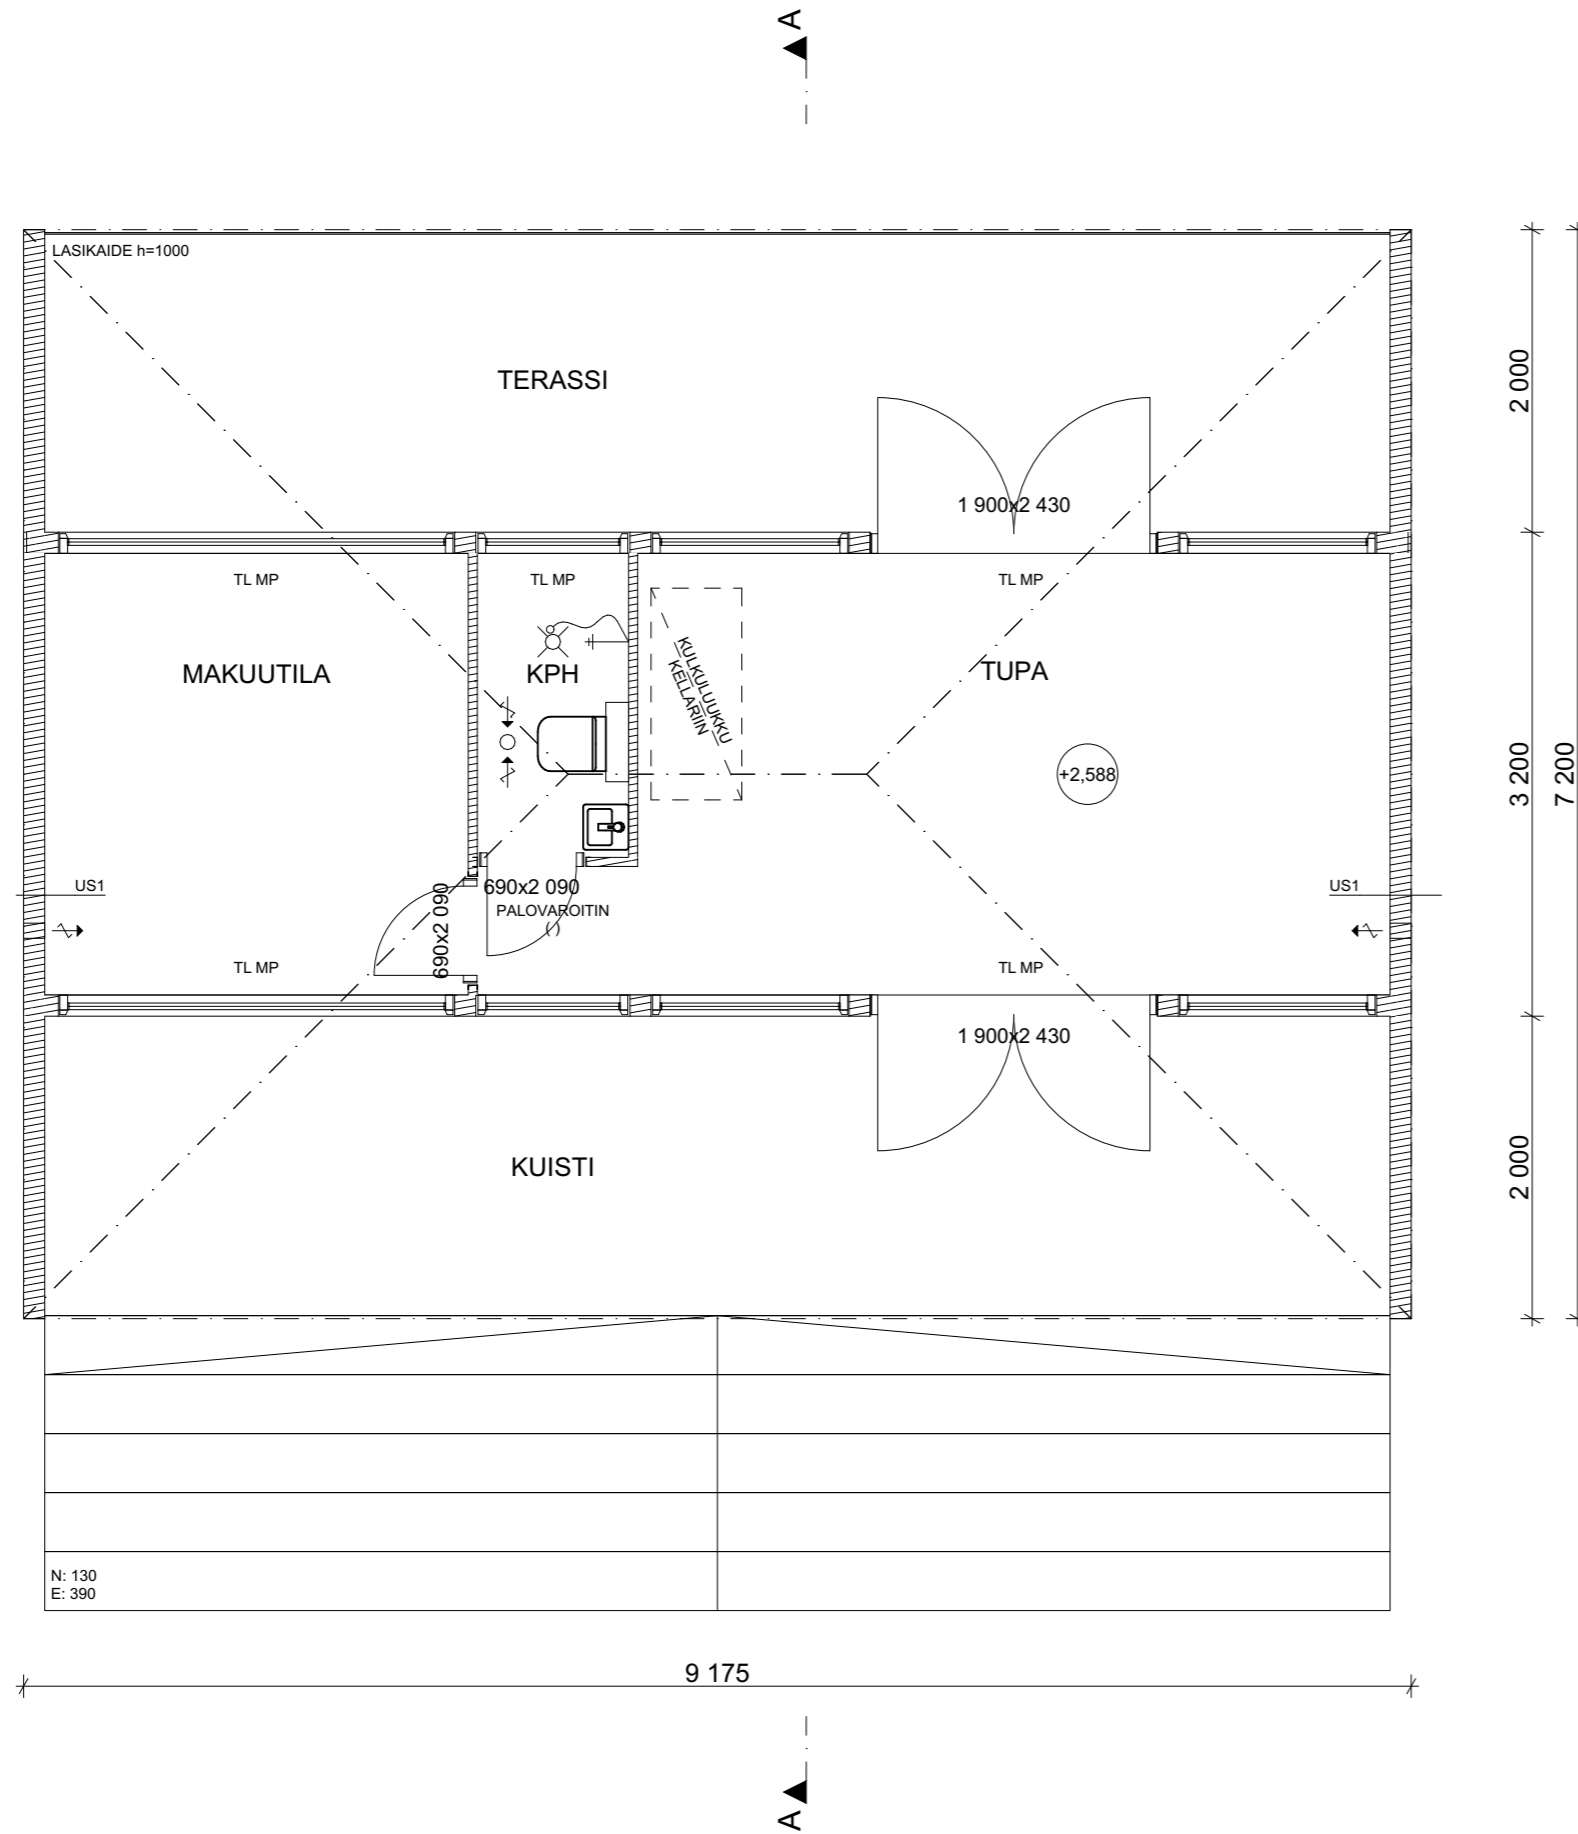 A
LASIKAIDE h=1000
TERASSI
2 000
1 900x2 430
TL MP
TL MP
TL MP
MAKUUTILA
KPH
KULKULUUKKU
KELLARIIN
TUPA
+2,588
3 200
7 200
US1
690x2 090
690x2 090
PALOVAROITIN
US1
TL MP
TL MP
1 900x2 430
KUISTI
2 000
N: 130
E: 390
9 175
A